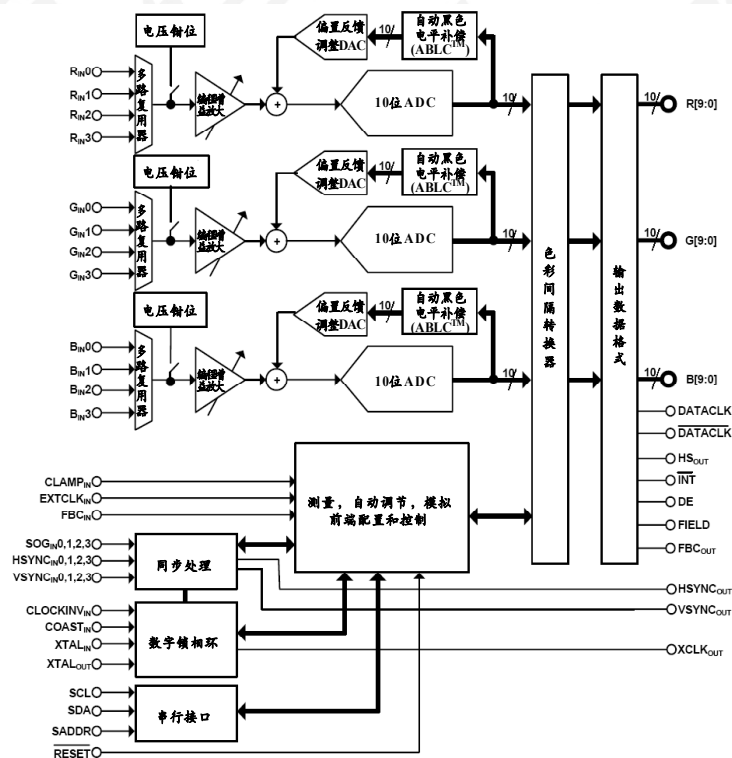 电压钳位
偏置反馈
调整DAC
10/
自动黑色
电平补偿
(ABLC™)
R_IN0
R_IN1
R_IN2
R_IN3
多路复用器
+
10位ADC
10/
10/
R[9:0]
电压钳位
偏置反馈
调整DAC
10/
自动黑色
电平补偿
(ABLC™)
G_IN0
G_IN1
G_IN2
G_IN3
多路复用器
+
10位ADC
10/
10/
G[9:0]
电压钳位
偏置反馈
调整DAC
10/
自动黑色
电平补偿
(ABLC™)
B_IN0
B_IN1
B_IN2
B_IN3
多路复用器
+
10位ADC
10/
10/
B[9:0]
色彩间隔转换器
输出数据格式
DATACLK
DATACLK
HS_OUT
INT
DE
FIELD
FBC_OUT
CLAMP_IN
EXTCLK_IN
FBC_IN
测量，自动调节，模拟
前端配置和控制
SOG_IN0,1,2,3
HSYNC_IN0,1,2,3
VSYNC_IN0,1,2,3
同步处理
HSYNC_OUT
VSYNC_OUT
CLOCKINV_IN
COAST_IN
XTAL_IN
XTAL_OUT
数字锁相环
XCLK_OUT
SCL
SDA
SADDR
串行接口
RESET